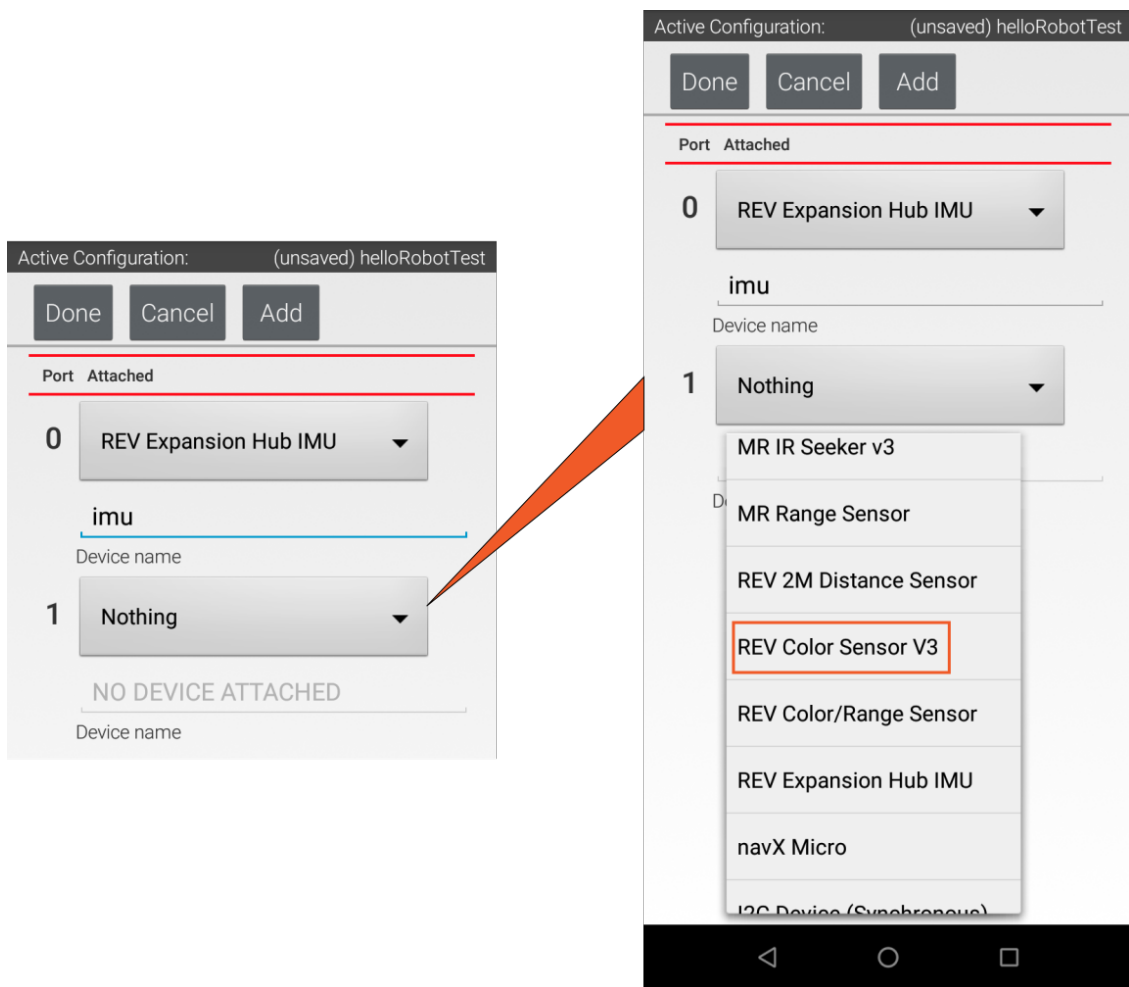 Active Configuration: (unsaved) helloRobotTest
Done Cancel Add
Port Attached
0 REV Expansion Hub IMU
imu
Device name
1 Nothing
NO DEVICE ATTACHED
Device name
Active Configuration: (unsaved) helloRobotTest
Done Cancel Add
Port Attached
0 REV Expansion Hub IMU
imu
Device name
1 Nothing
MR IR Seeker v3
D
MR Range Sensor
REV 2M Distance Sensor
REV Color Sensor V3
REV Color/Range Sensor
REV Expansion Hub IMU
navX Micro
I2C Device (Synchronous)